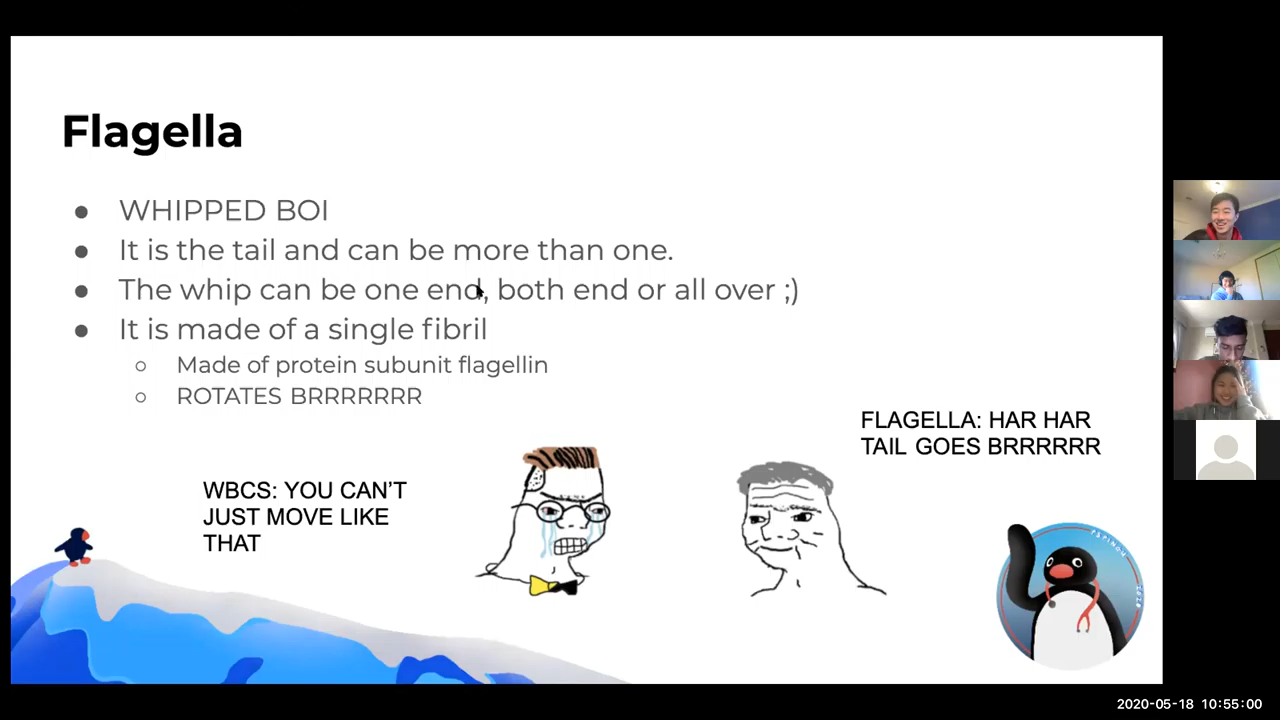 Flagella
● WHIPPED BOI
● It is the tail and can be more than one.
● The whip can be one end, both end or all over ;)
● It is made of a single fibril
○ Made of protein subunit flagellin
○ ROTATES BRRRRRRR
FLAGELLA: HAR HAR
TAIL GOES BRRRRRR
WBCS: YOU CAN'T
JUST MOVE LIKE
THAT
2020
2020-05-18 10:55:00